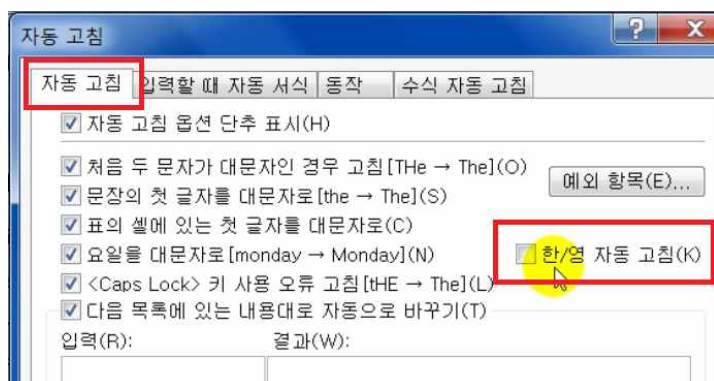 자동 고침
자동 고침 입력할 때 자동 서식 동작 수식 자동 고침
자동 고침 옵션 단추 표시(H)
처음 두 문자가 대문자인 경우 고침[THe → The](O)
예외 항목(E)...
문장의 첫 글자를 대문자로[the → The](S)
표의 셀에 있는 첫 글자를 대문자로(C)
요일을 대문자로[monday → Monday](N)
한/영 자동 고침(K)
<Caps Lock> 키 사용 오류 고침[tHE → The](L)
다음 목록에 있는 내용대로 자동으로 바꾸기(T)
입력(R): 결과(W):